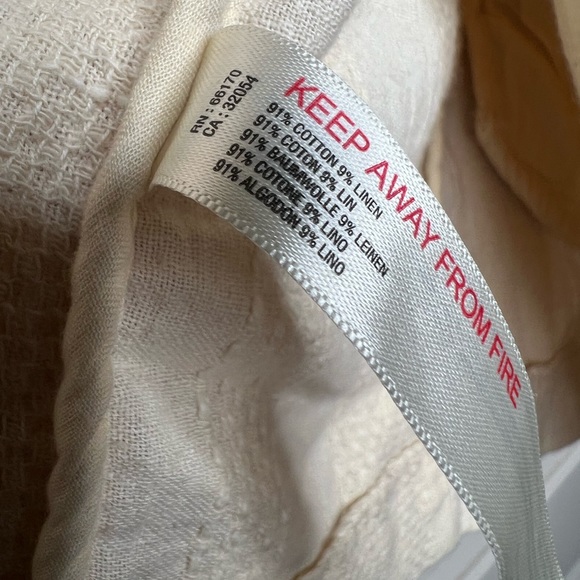 RN : 66170
CA : 32054
KEEP AWAY FROM FIRE
91% COTTON 9% LINEN
91% COTON 9% LIN
91% BAUMWOLLE 9% LEINEN
91% COTONE 9% LINO
91% ALGODON 9% LINO